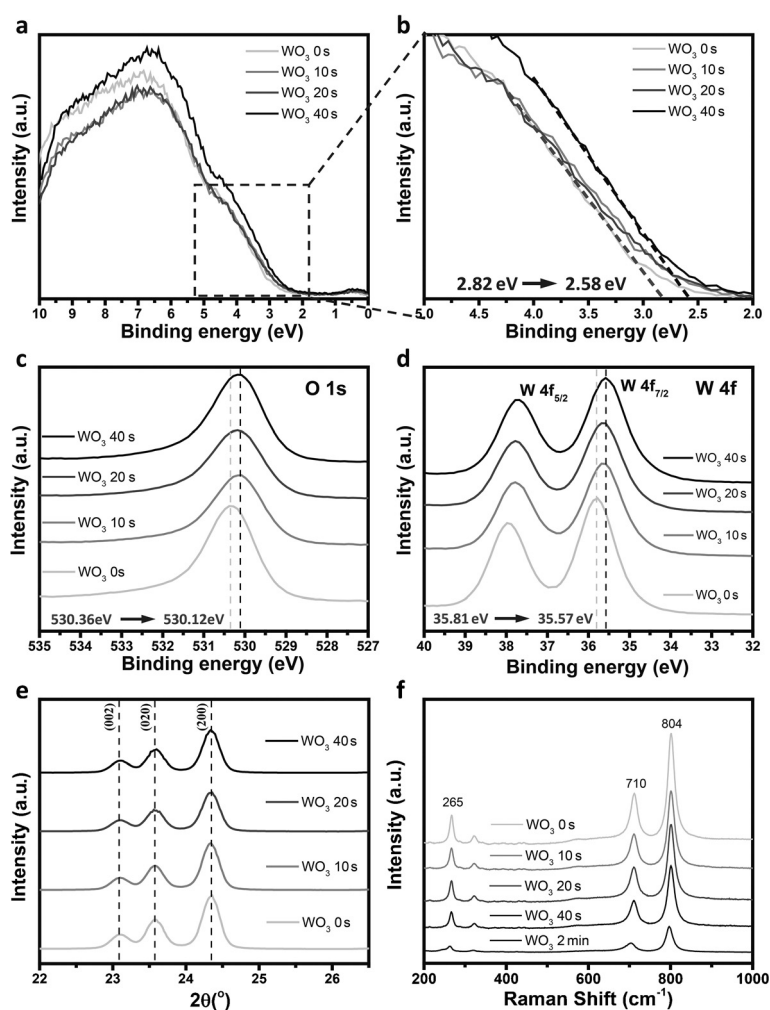 a
WO3 0 s
WO3 10 s
WO3 20 s
WO3 40 s
Intensity (a.u.)
10 9 8 7 6 5 4 3 2 1 0
Binding energy (eV)
b
WO3 0 s
WO3 10 s
WO3 20 s
WO3 40 s
2.82 eV → 2.58 eV
Intensity (a.u.)
5.0 4.5 4.0 3.5 3.0 2.5 2.0
Binding energy (eV)
c
O 1s
WO3 40 s
WO3 20 s
WO3 10 s
WO3 0s
530.36eV → 530.12eV
Intensity (a.u.)
535 534 533 532 531 530 529 528 527
Binding energy (eV)
d
W 4f5/2
W 4f7/2
W 4f
WO3 40 s
WO3 20 s
WO3 10 s
WO3 0 s
35.81 eV → 35.57 eV
Intensity (a.u.)
40 39 38 37 36 35 34 33 32
Binding energy (eV)
e
(002)
(020)
(200)
WO3 40 s
WO3 20 s
WO3 10 s
WO3 0 s
Intensity (a.u.)
22 23 24 25 26
2θ(°)
f
804
710
265
WO3 0 s
WO3 10 s
WO3 20 s
WO3 40 s
WO3 2 min
Intensity (a.u.)
200 400 600 800 1000
Raman Shift (cm-1)